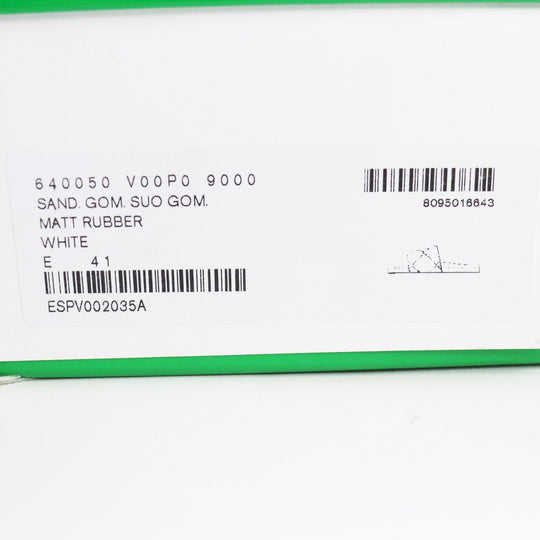 640050 V00P0 9000
SAND. GOM. SUO GOM.
MATT RUBBER
WHITE
E 41
ESPV002035A
8095016643